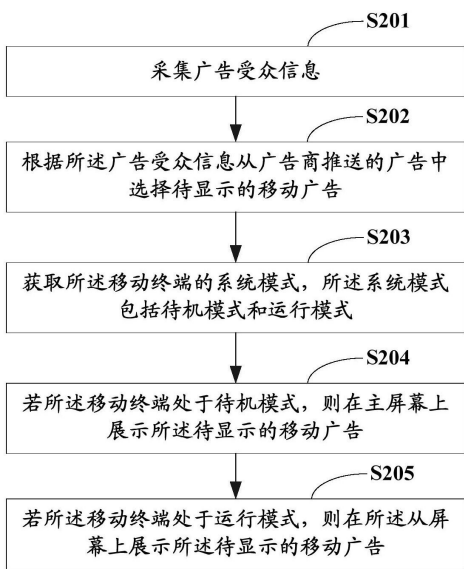 S201
采集广告受众信息
S202
根据所述广告受众信息从广告商推送的广告中
选择待显示的移动广告
S203
获取所述移动终端的系统模式，所述系统模式
包括待机模式和运行模式
S204
若所述移动终端处于待机模式，则在主屏幕上
展示所述待显示的移动广告
S205
若所述移动终端处于运行模式，则在所述从屏
幕上展示所述待显示的移动广告